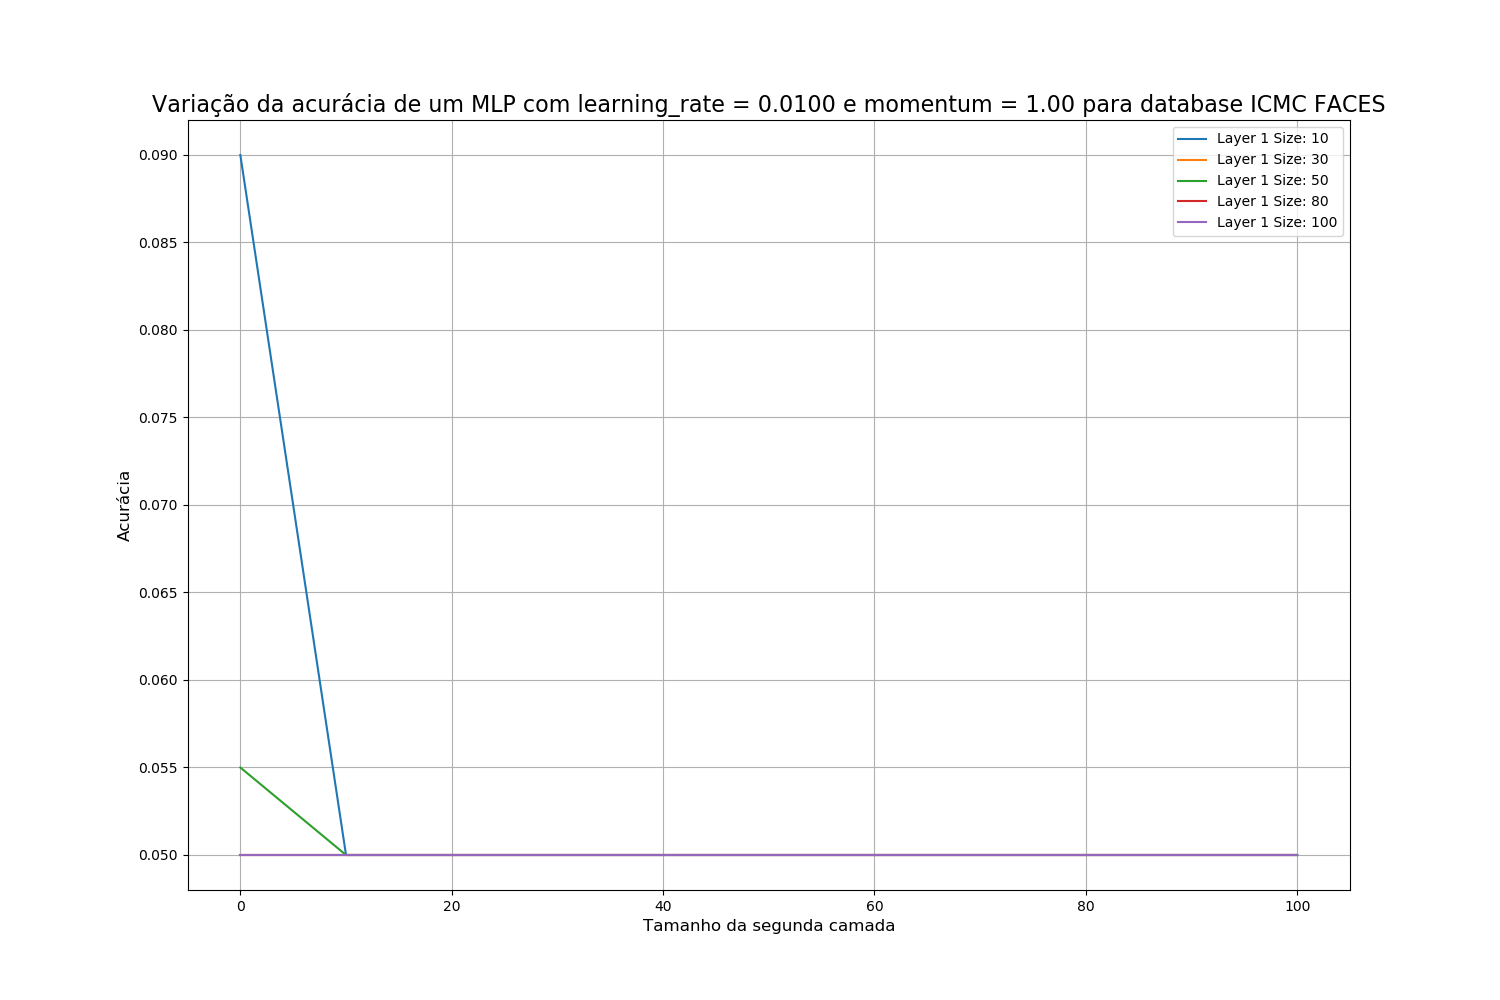 Variação da acurácia de um MLP com learning_rate = 0.0100 e momentum = 1.00 para database ICMC FACES
Layer 1 Size: 10
Layer 1 Size: 30
Layer 1 Size: 50
Layer 1 Size: 80
Layer 1 Size: 100
0.090
0.085
0.080
0.075
0.070
0.065
0.060
0.055
0.050
Acurácia
0 20 40 60 80 100
Tamanho da segunda camada